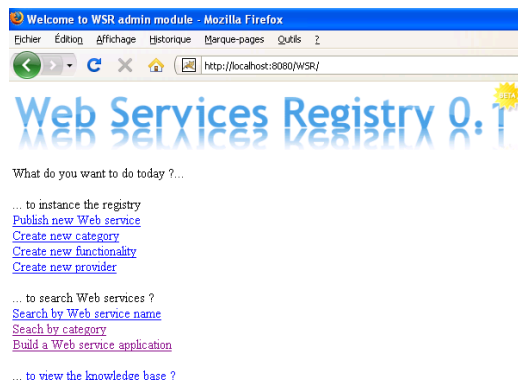 Welcome to WSR admin module - Mozilla Firefox
Fichier Édition Affichage Historique Marque-pages Outils ?
http://localhost:8080/WSR/
Web Services Registry 0.1
BETA
What do you want to do today ?...
... to instance the registry
Publish new Web service
Create new category
Create new functionality
Create new provider
... to search Web services ?
Search by Web service name
Seach by category
Build a Web service application
... to view the knowledge base ?